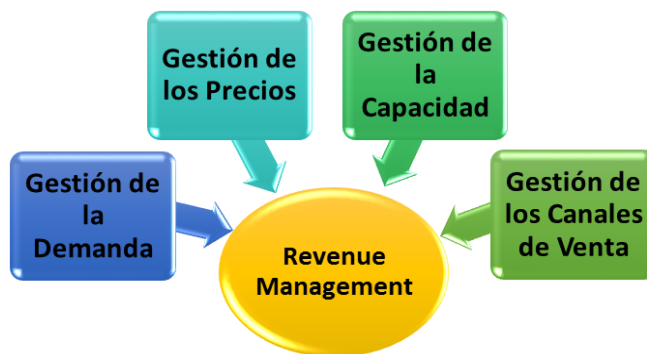 Gestión de
la
Demanda
Gestión de
los Precios
Gestión de
la
Capacidad
Gestión de
los Canales
de Venta
Revenue
Management